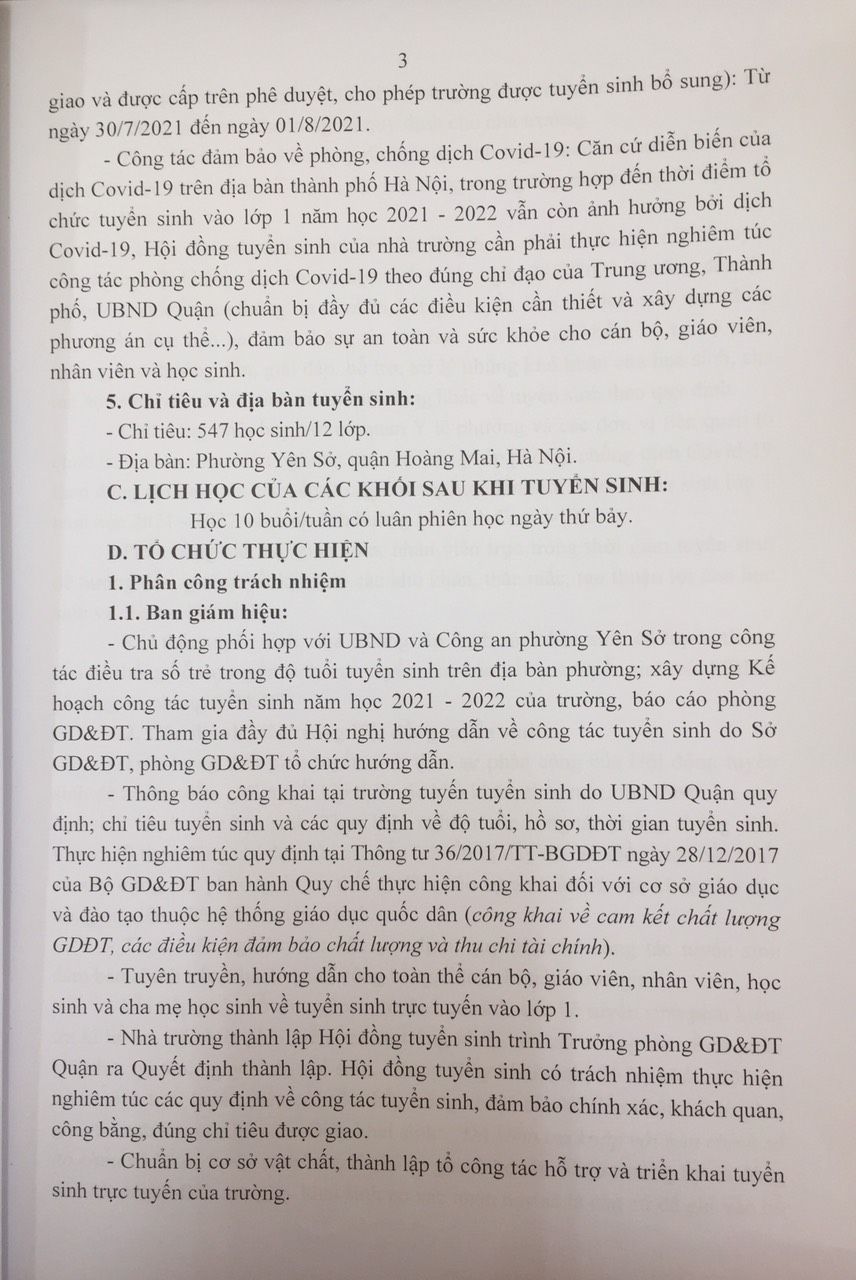 3
giao và được cấp trên phê duyệt, cho phép trường được tuyển sinh bổ sung): Từ
ngày 30/7/2021 đến ngày 01/8/2021.
- Công tác đảm bảo về phòng, chống dịch Covid-19: Căn cứ diễn biến của
dịch Covid-19 trên địa bàn thành phố Hà Nội, trong trường hợp đến thời điểm tổ
chức tuyển sinh vào lớp 1 năm học 2021 - 2022 vẫn còn ảnh hưởng bởi dịch
Covid-19, Hội đồng tuyển sinh của nhà trường cần phải thực hiện nghiêm túc
công tác phòng chống dịch Covid-19 theo đúng chỉ đạo của Trung ương, Thành
phố, UBND Quận (chuẩn bị đầy đủ các điều kiện cần thiết và xây dựng các
phương án cụ thể...), đảm bảo sự an toàn và sức khỏe cho cán bộ, giáo viên,
nhân viên và học sinh.
5. Chỉ tiêu và địa bàn tuyển sinh:
- Chỉ tiêu: 547 học sinh/12 lớp.
- Địa bàn: Phường Yên Sở, quận Hoàng Mai, Hà Nội.
C. LỊCH HỌC CỦA CÁC KHỐI SAU KHI TUYỂN SINH:
Học 10 buổi/tuần có luân phiên học ngày thứ bảy.
D. TỔ CHỨC THỰC HIỆN
1. Phân công trách nhiệm
1.1. Ban giám hiệu:
- Chủ động phối hợp với UBND và Công an phường Yên Sở trong công
tác điều tra số trẻ trong độ tuổi tuyển sinh trên địa bàn phường; xây dựng Kế
hoạch công tác tuyển sinh năm học 2021 - 2022 của trường, báo cáo phòng
GD&ĐT. Tham gia đầy đủ Hội nghị hướng dẫn về công tác tuyển sinh do Sở
GD&ĐT, phòng GD&ĐT tổ chức hướng dẫn.
- Thông báo công khai tại trường tuyến tuyển sinh do UBND Quận quy
định; chỉ tiêu tuyển sinh và các quy định về độ tuổi, hồ sơ, thời gian tuyển sinh.
Thực hiện nghiêm túc quy định tại Thông tư 36/2017/TT-BGDĐT ngày 28/12/2017
của Bộ GD&ĐT ban hành Quy chế thực hiện công khai đối với cơ sở giáo dục
và đào tạo thuộc hệ thống giáo dục quốc dân (công khai về cam kết chất lượng
GDĐT, các điều kiện đảm bảo chất lượng và thu chi tài chính).
- Tuyên truyền, hướng dẫn cho toàn thể cán bộ, giáo viên, nhân viên, học
sinh và cha mẹ học sinh về tuyển sinh trực tuyến vào lớp 1.
- Nhà trường thành lập Hội đồng tuyển sinh trình Trưởng phòng GD&ĐT
Quận ra Quyết định thành lập. Hội đồng tuyển sinh có trách nhiệm thực hiện
nghiêm túc các quy định về công tác tuyển sinh, đảm bảo chính xác, khách quan,
công bằng, đúng chỉ tiêu được giao.
- Chuẩn bị cơ sở vật chất, thành lập tổ công tác hỗ trợ và triển khai tuyển
sinh trực tuyến của trường.